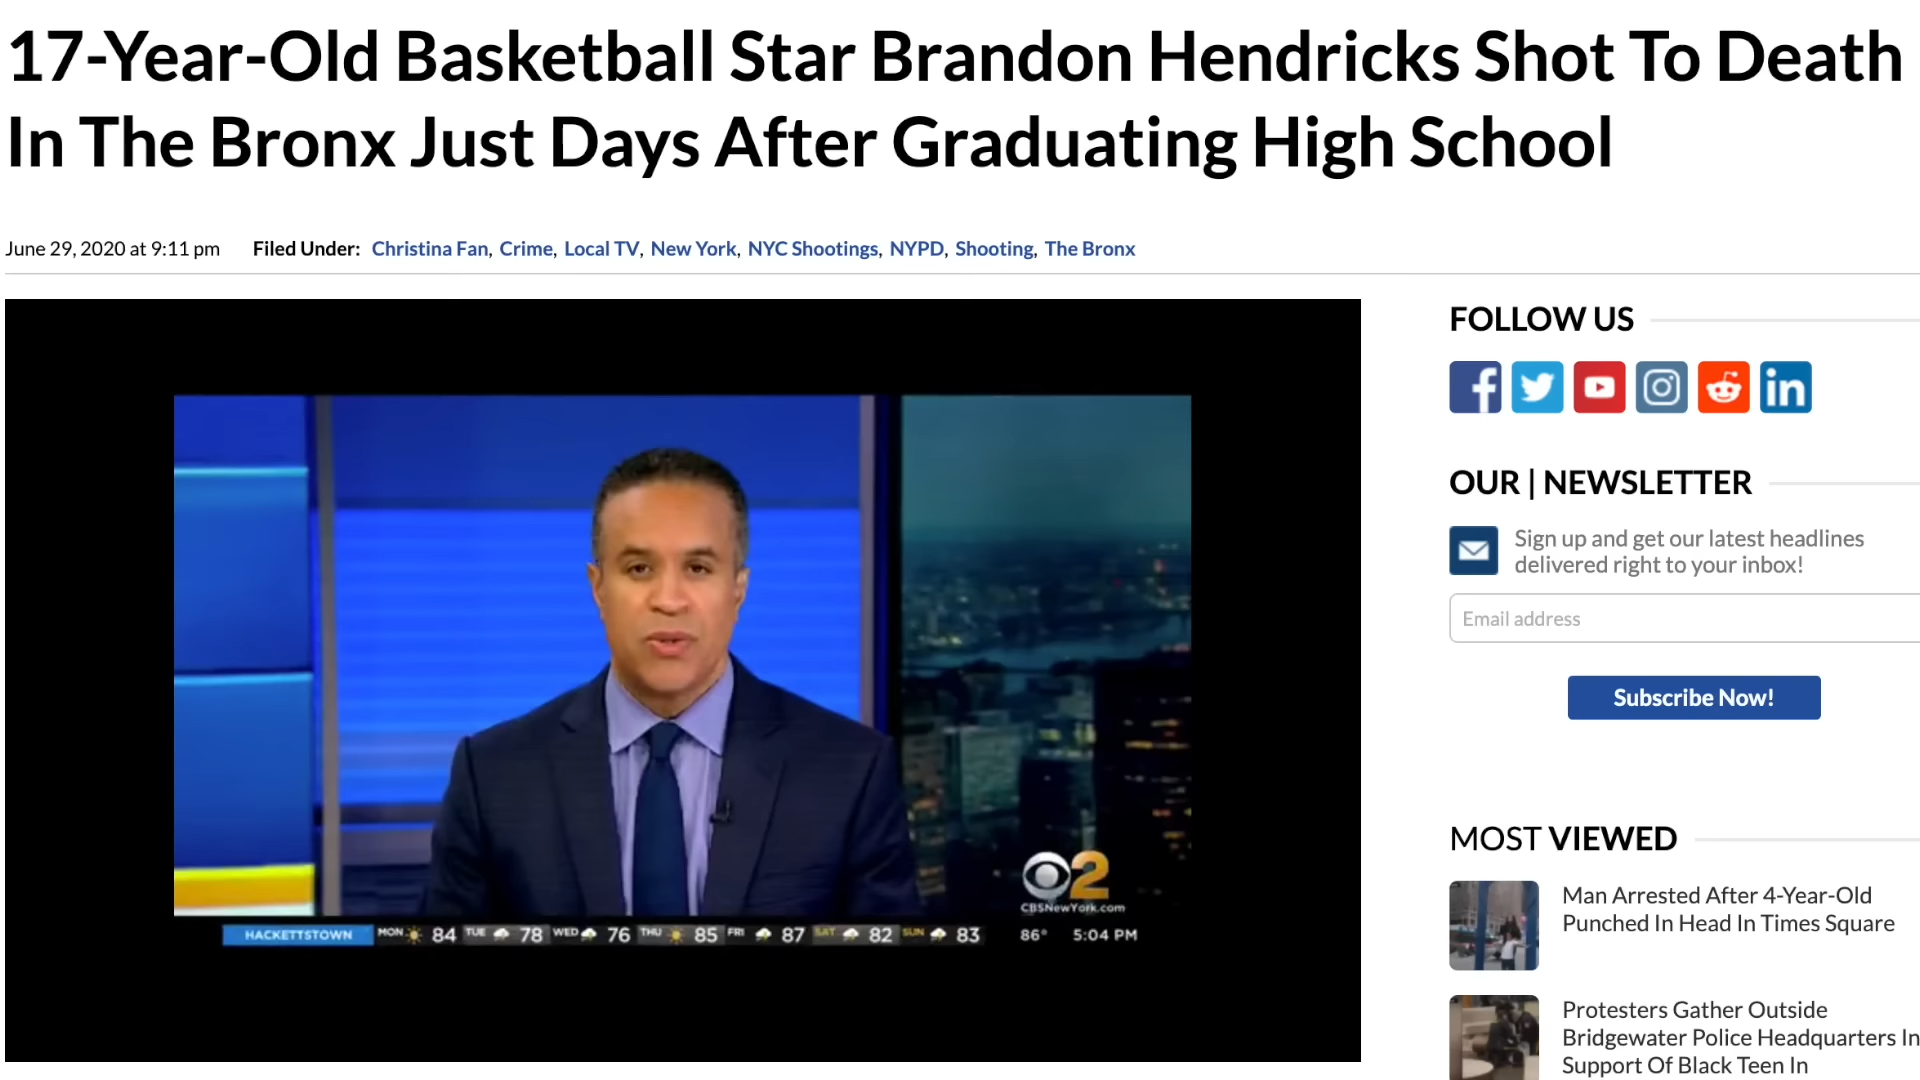 17-Year-Old Basketball Star Brandon Hendricks Shot To Death
In The Bronx Just Days After Graduating High School
June 29, 2020 at 9:11 pm Filed Under: Christina Fan, Crime, Local TV, New York, NYC Shootings, NYPD, Shooting, The Bronx
2
CBSNewYork.com
HACKETTSTOWN MON 84 TUE 78 WED 76 THU 85 FRI 87 SAT 82 SUN 83 86° 5:04 PM
FOLLOW US
f in
OUR | NEWSLETTER
Sign up and get our latest headlines
delivered right to your inbox!
Email address
Subscribe Now!
MOST VIEWED
Man Arrested After 4-Year-Old
Punched In Head In Times Square
Protesters Gather Outside
Bridgewater Police Headquarters In
Support Of Black Teen In